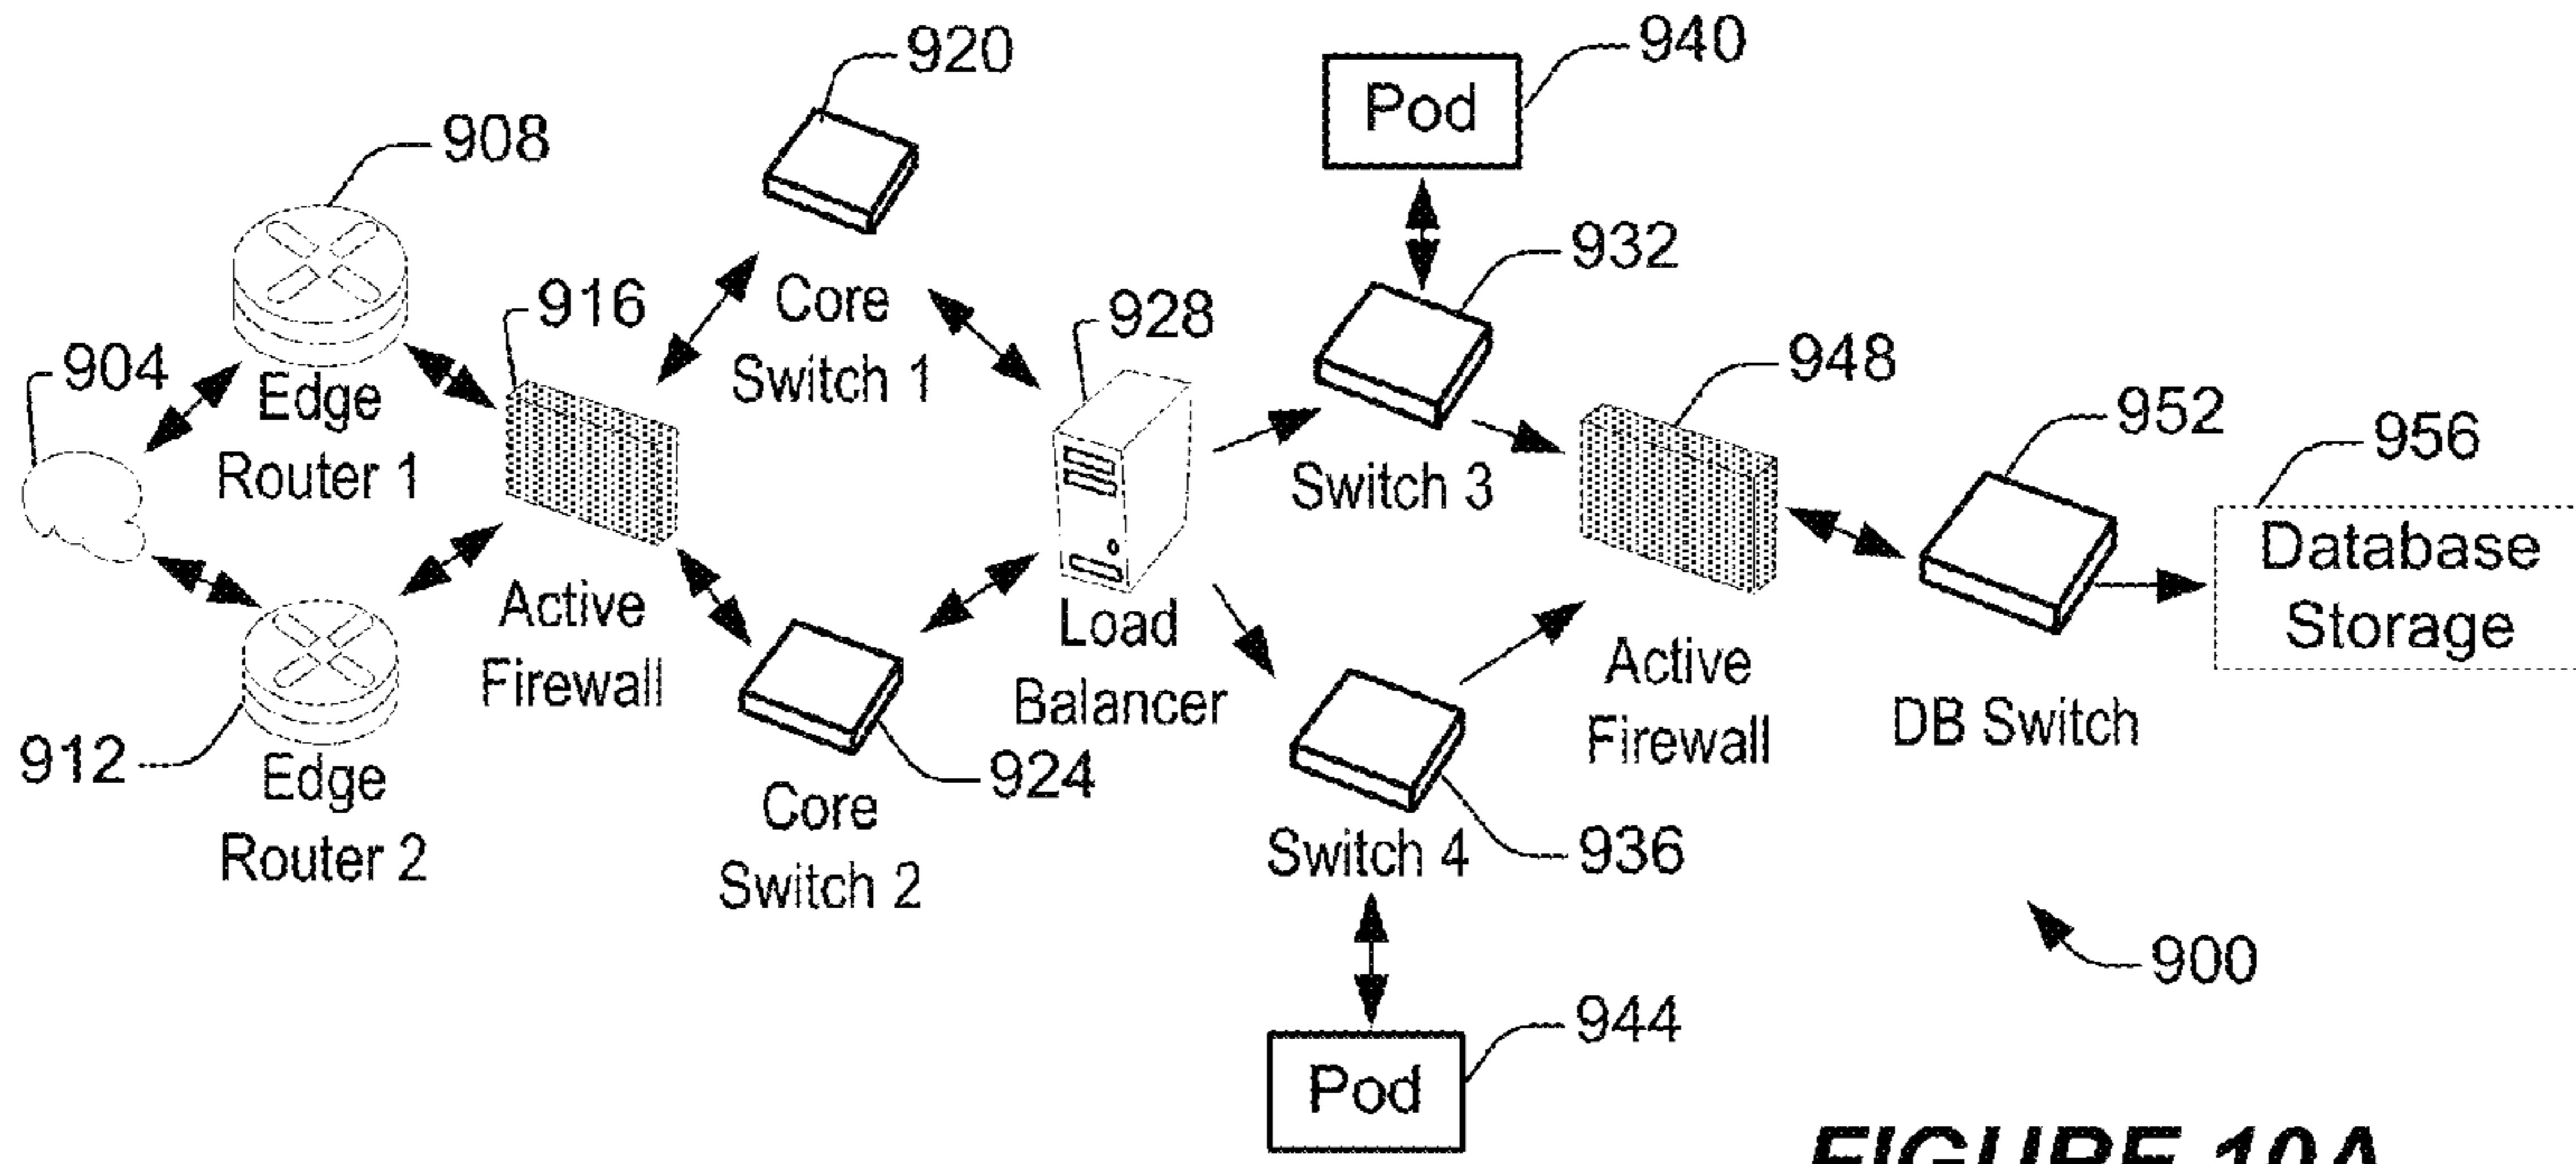 920
940
Pod
908
932
916
Core
Switch 1
928
904
948
Edge
Router 1
952
956
Switch 3
Database
Storage
Active
Firewall
Load
Balancer
Active
Firewall
DB Switch
912
Edge
Router 2
924
Core
Switch 2
Switch 4
936
900
944
Pod
FIGURE 10A